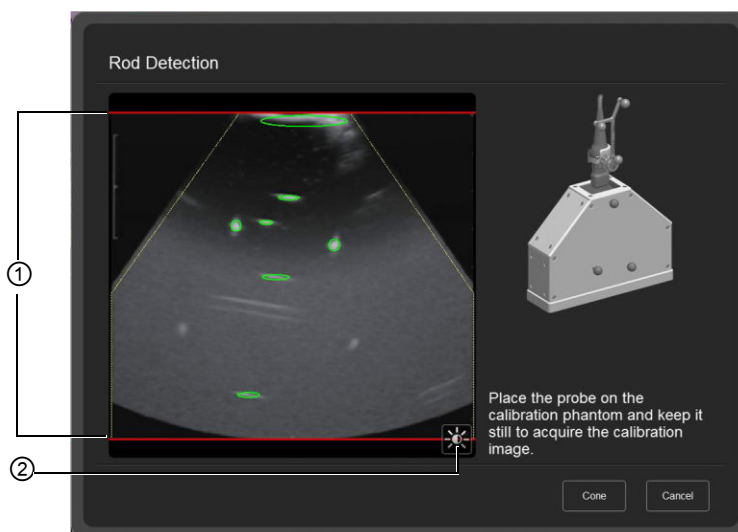 Rod Detection
①
②
Place the probe on the
calibration phantom and keep it
still to acquire the calibration
image.
Cone
Cancel